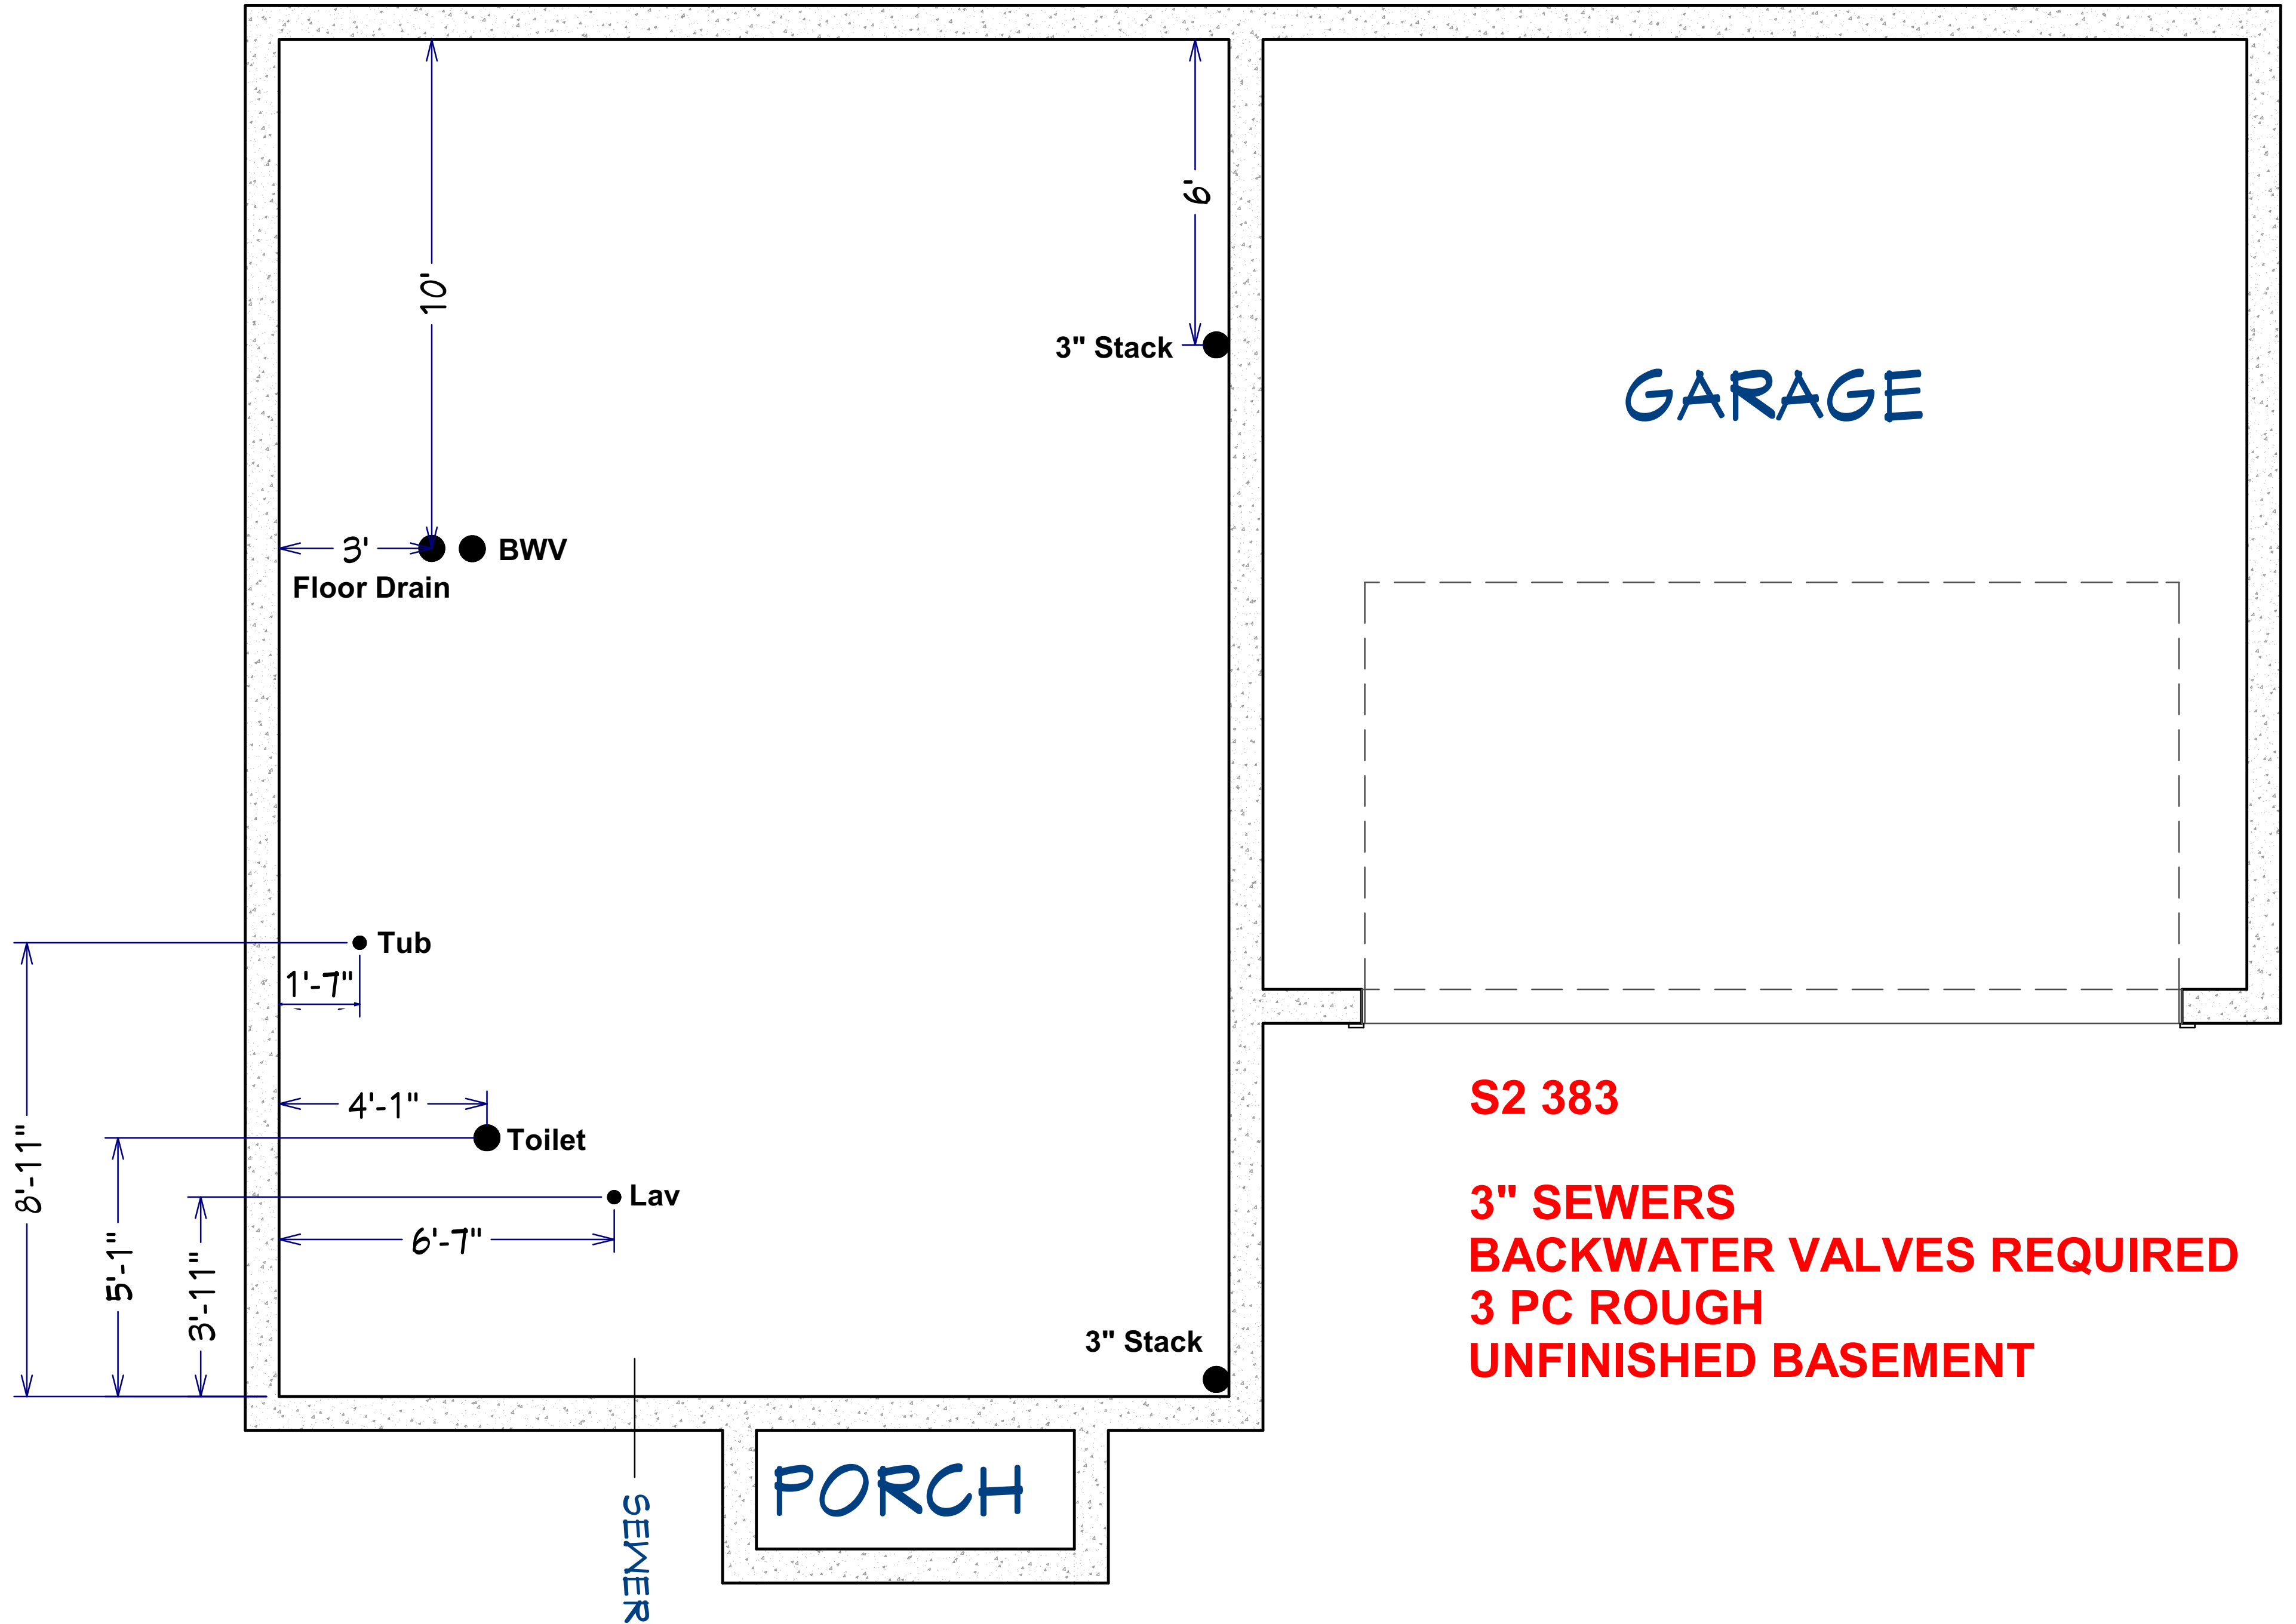 6'
10'
3" Stack
GARAGE
3'
BWV
Floor Drain
Tub
1'-7"
4'-1"
Toilet
8'-11"
5'-1"
3'-11"
Lav
6'-7"
3" Stack
S2 383
3" SEWERS
BACKWATER VALVES REQUIRED
3 PC ROUGH
UNFINISHED BASEMENT
PORCH
SEWER